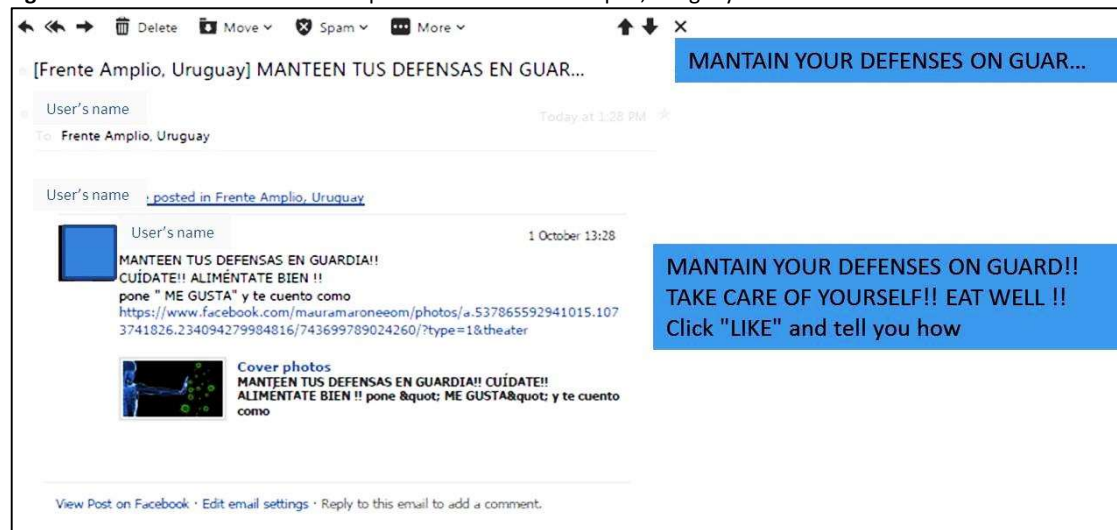 Delete Move Spam More
[Frente Amplio, Uruguay] MANTEEN TUS DEFENSAS EN GUAR...
MANTAIN YOUR DEFENSES ON GUAR...
User's name
Today at 1:28 PM
To Frente Amplio, Uruguay
User's name posted in Frente Amplio, Uruguay
User's name
1 October 13:28
MANTEEN TUS DEFENSAS EN GUARDIA!!
CUÍDATE!! ALIMÉNTATE BIEN !!
pone " ME GUSTA" y te cuento como
https://www.facebook.com/mauramaroneeom/photos/a.537865592941015.107
3741826.234094279984816/743699789024260/?type=1&theater
MANTAIN YOUR DEFENSES ON GUARD!!
TAKE CARE OF YOURSELF!! EAT WELL !!
Click "LIKE" and tell you how
Cover photos
MANTEEN TUS DEFENSAS EN GUARDIA!! CUÍDATE!!
ALIMENTATE BIEN !! pone &quot; ME GUSTA&quot; y te cuento
como
View Post on Facebook · Edit email settings · Reply to this email to add a comment.